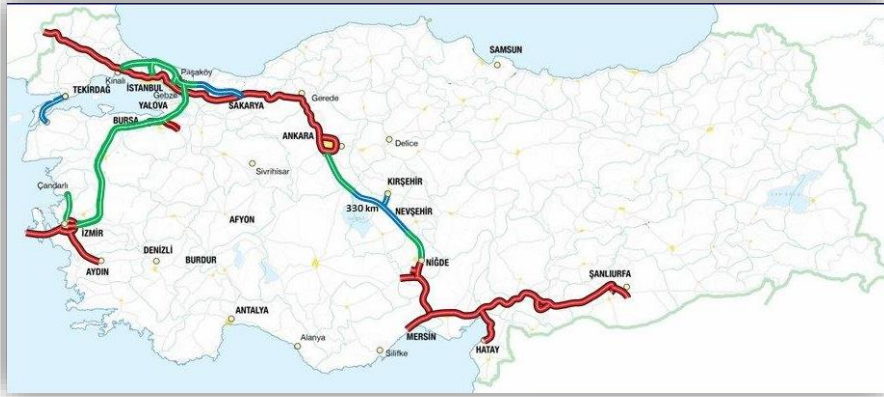 SAMSUN
Paşaköy
Kınalı
İSTANBUL
Gebze
TEKİRDAĞ
YALOVA
SAKARYA
Gerede
BURSA
ANKARA
Delice
Sivrihisar
Çandarlı
KIRŞEHİR
330 km
NEVŞEHİR
AFYON
İZMİR
DENİZLİ
BURDUR
NİĞDE
AYDIN
ŞANLIURFA
ANTALYA
MERSİN
Alanya
Silifke
HATAY